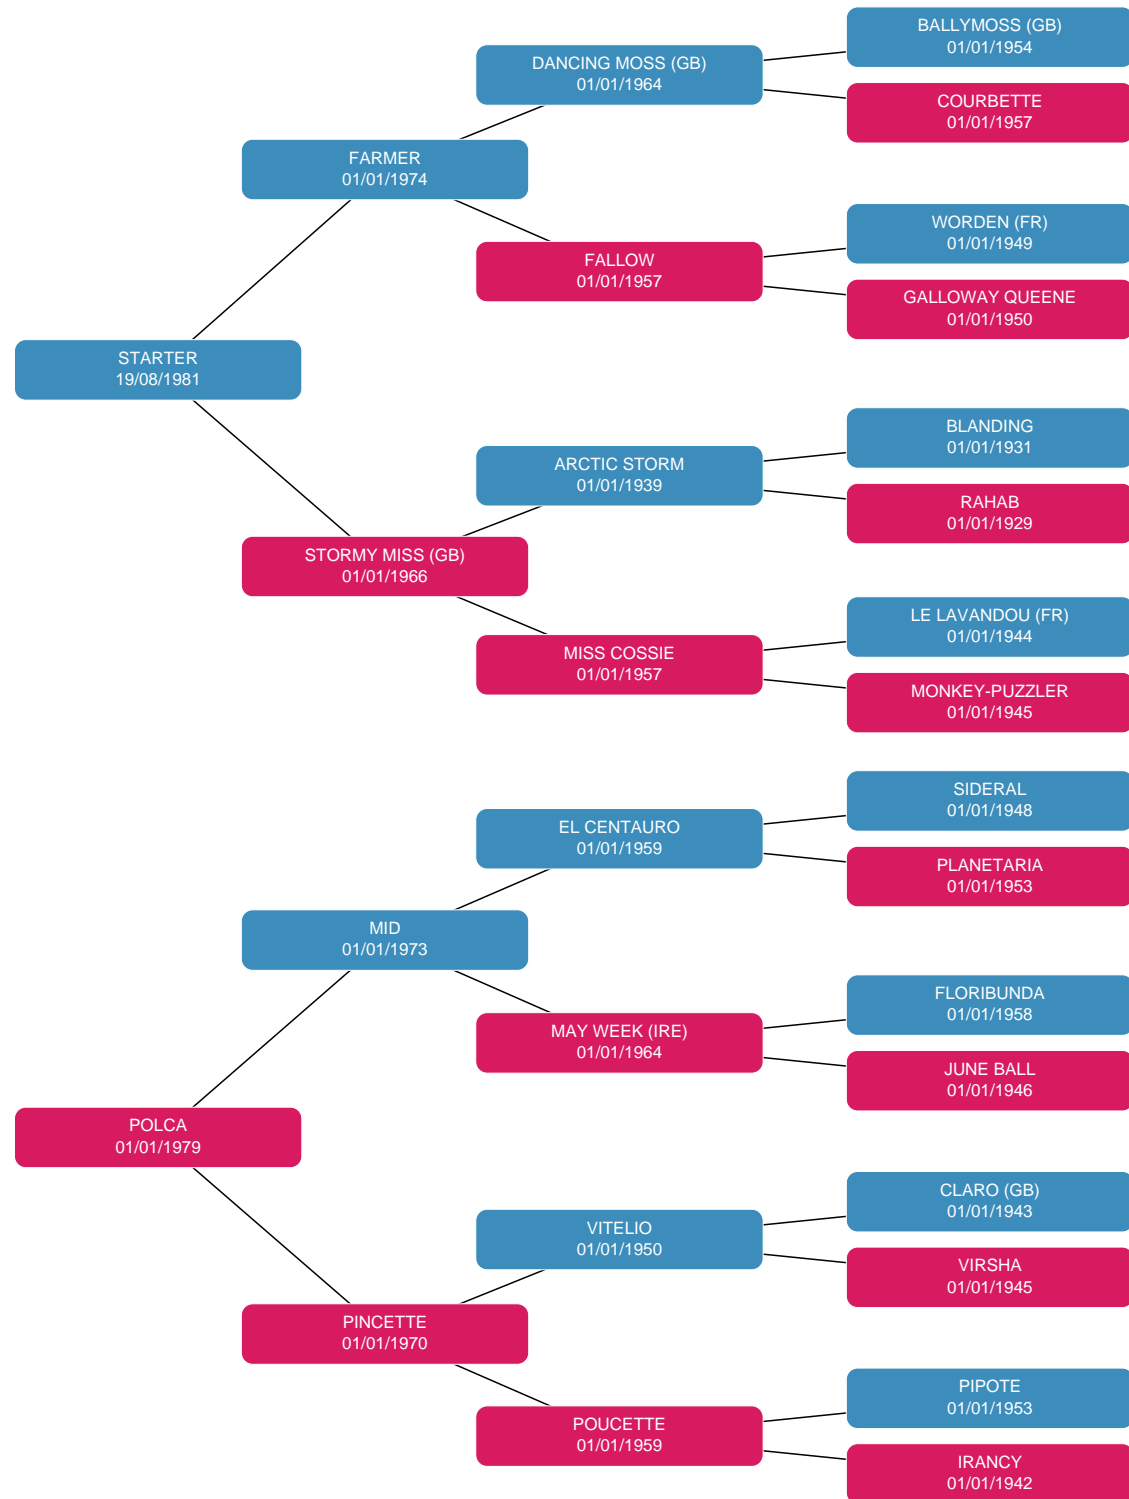 BALLYMOSS (GB)
01/01/1954
DANCING MOSS (GB)
01/01/1964
COURBETTE
01/01/1957
FARMER
01/01/1974
WORDEN (FR)
01/01/1949
FALLOW
01/01/1957
GALLOWAY QUEENE
01/01/1950
STARTER
19/08/1981
BLANDING
01/01/1931
ARCTIC STORM
01/01/1939
RAHAB
01/01/1929
STORMY MISS (GB)
01/01/1966
LE LAVANDOU (FR)
01/01/1944
MISS COSSIE
01/01/1957
MONKEY-PUZZLER
01/01/1945
SIDERAL
01/01/1948
EL CENTAURO
01/01/1959
PLANETARIA
01/01/1953
MID
01/01/1973
FLORIBUNDA
01/01/1958
MAY WEEK (IRE)
01/01/1964
JUNE BALL
01/01/1946
POLCA
01/01/1979
CLARO (GB)
01/01/1943
VITELIO
01/01/1950
VIRSHA
01/01/1945
PINCETTE
01/01/1970
PIPOTE
01/01/1953
POUCETTE
01/01/1959
IRANCY
01/01/1942